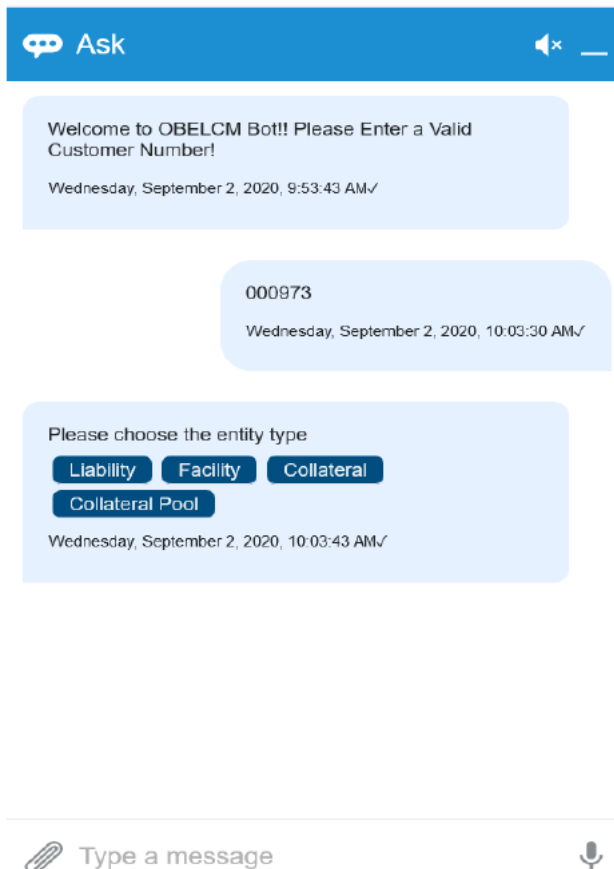 Ask
Welcome to OBELCM Bot!! Please Enter a Valid
Customer Number!
Wednesday, September 2, 2020, 9:53:43 AM✓
000973
Wednesday, September 2, 2020, 10:03:30 AM✓
Please choose the entity type
Liability Facility Collateral
Collateral Pool
Wednesday, September 2, 2020, 10:03:43 AM✓
Type a message